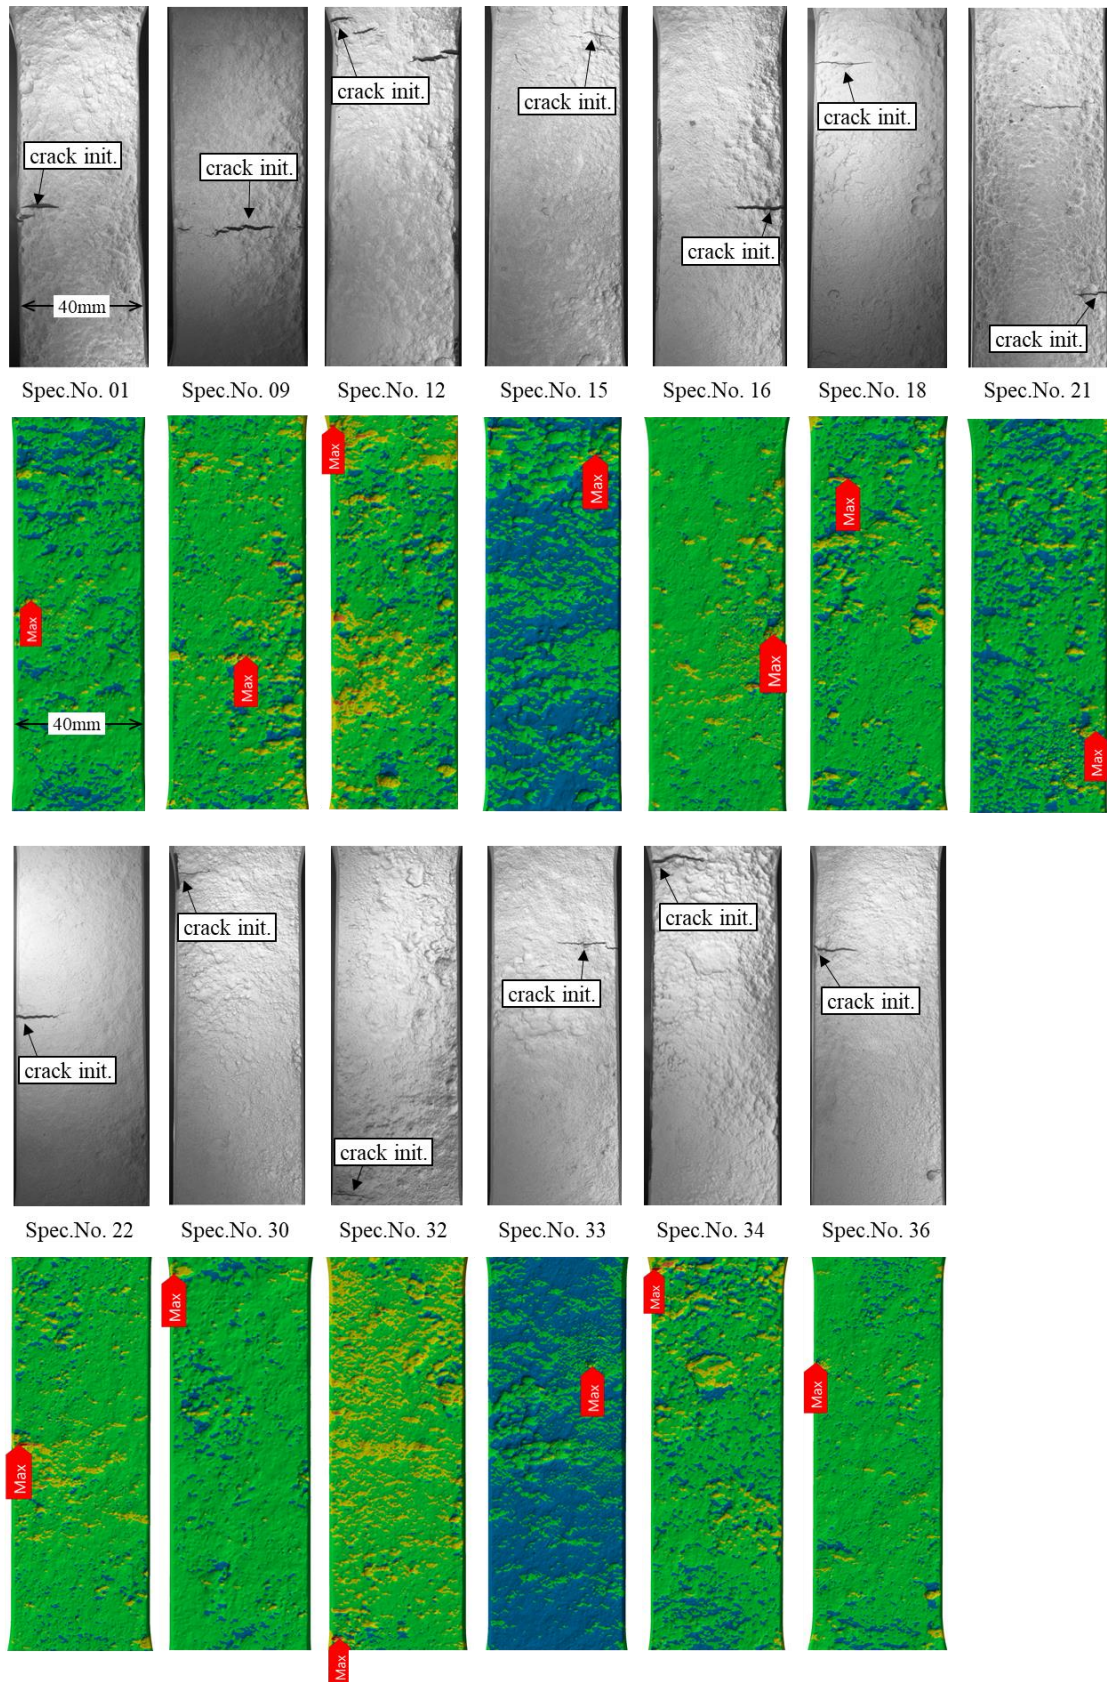 crack init.
crack init.
crack init.
crack init.
crack init.
crack init.
crack init.
40mm
Spec.No. 01
Spec.No. 09
Spec.No. 12
Spec.No. 15
Spec.No. 16
Spec.No. 18
Spec.No. 21
Max
Max
Max
Max
Max
Max
Max
40mm
crack init.
crack init.
crack init.
crack init.
crack init.
crack init.
Spec.No. 22
Spec.No. 30
Spec.No. 32
Spec.No. 33
Spec.No. 34
Spec.No. 36
Max
Max
Max
Max
Max
Max